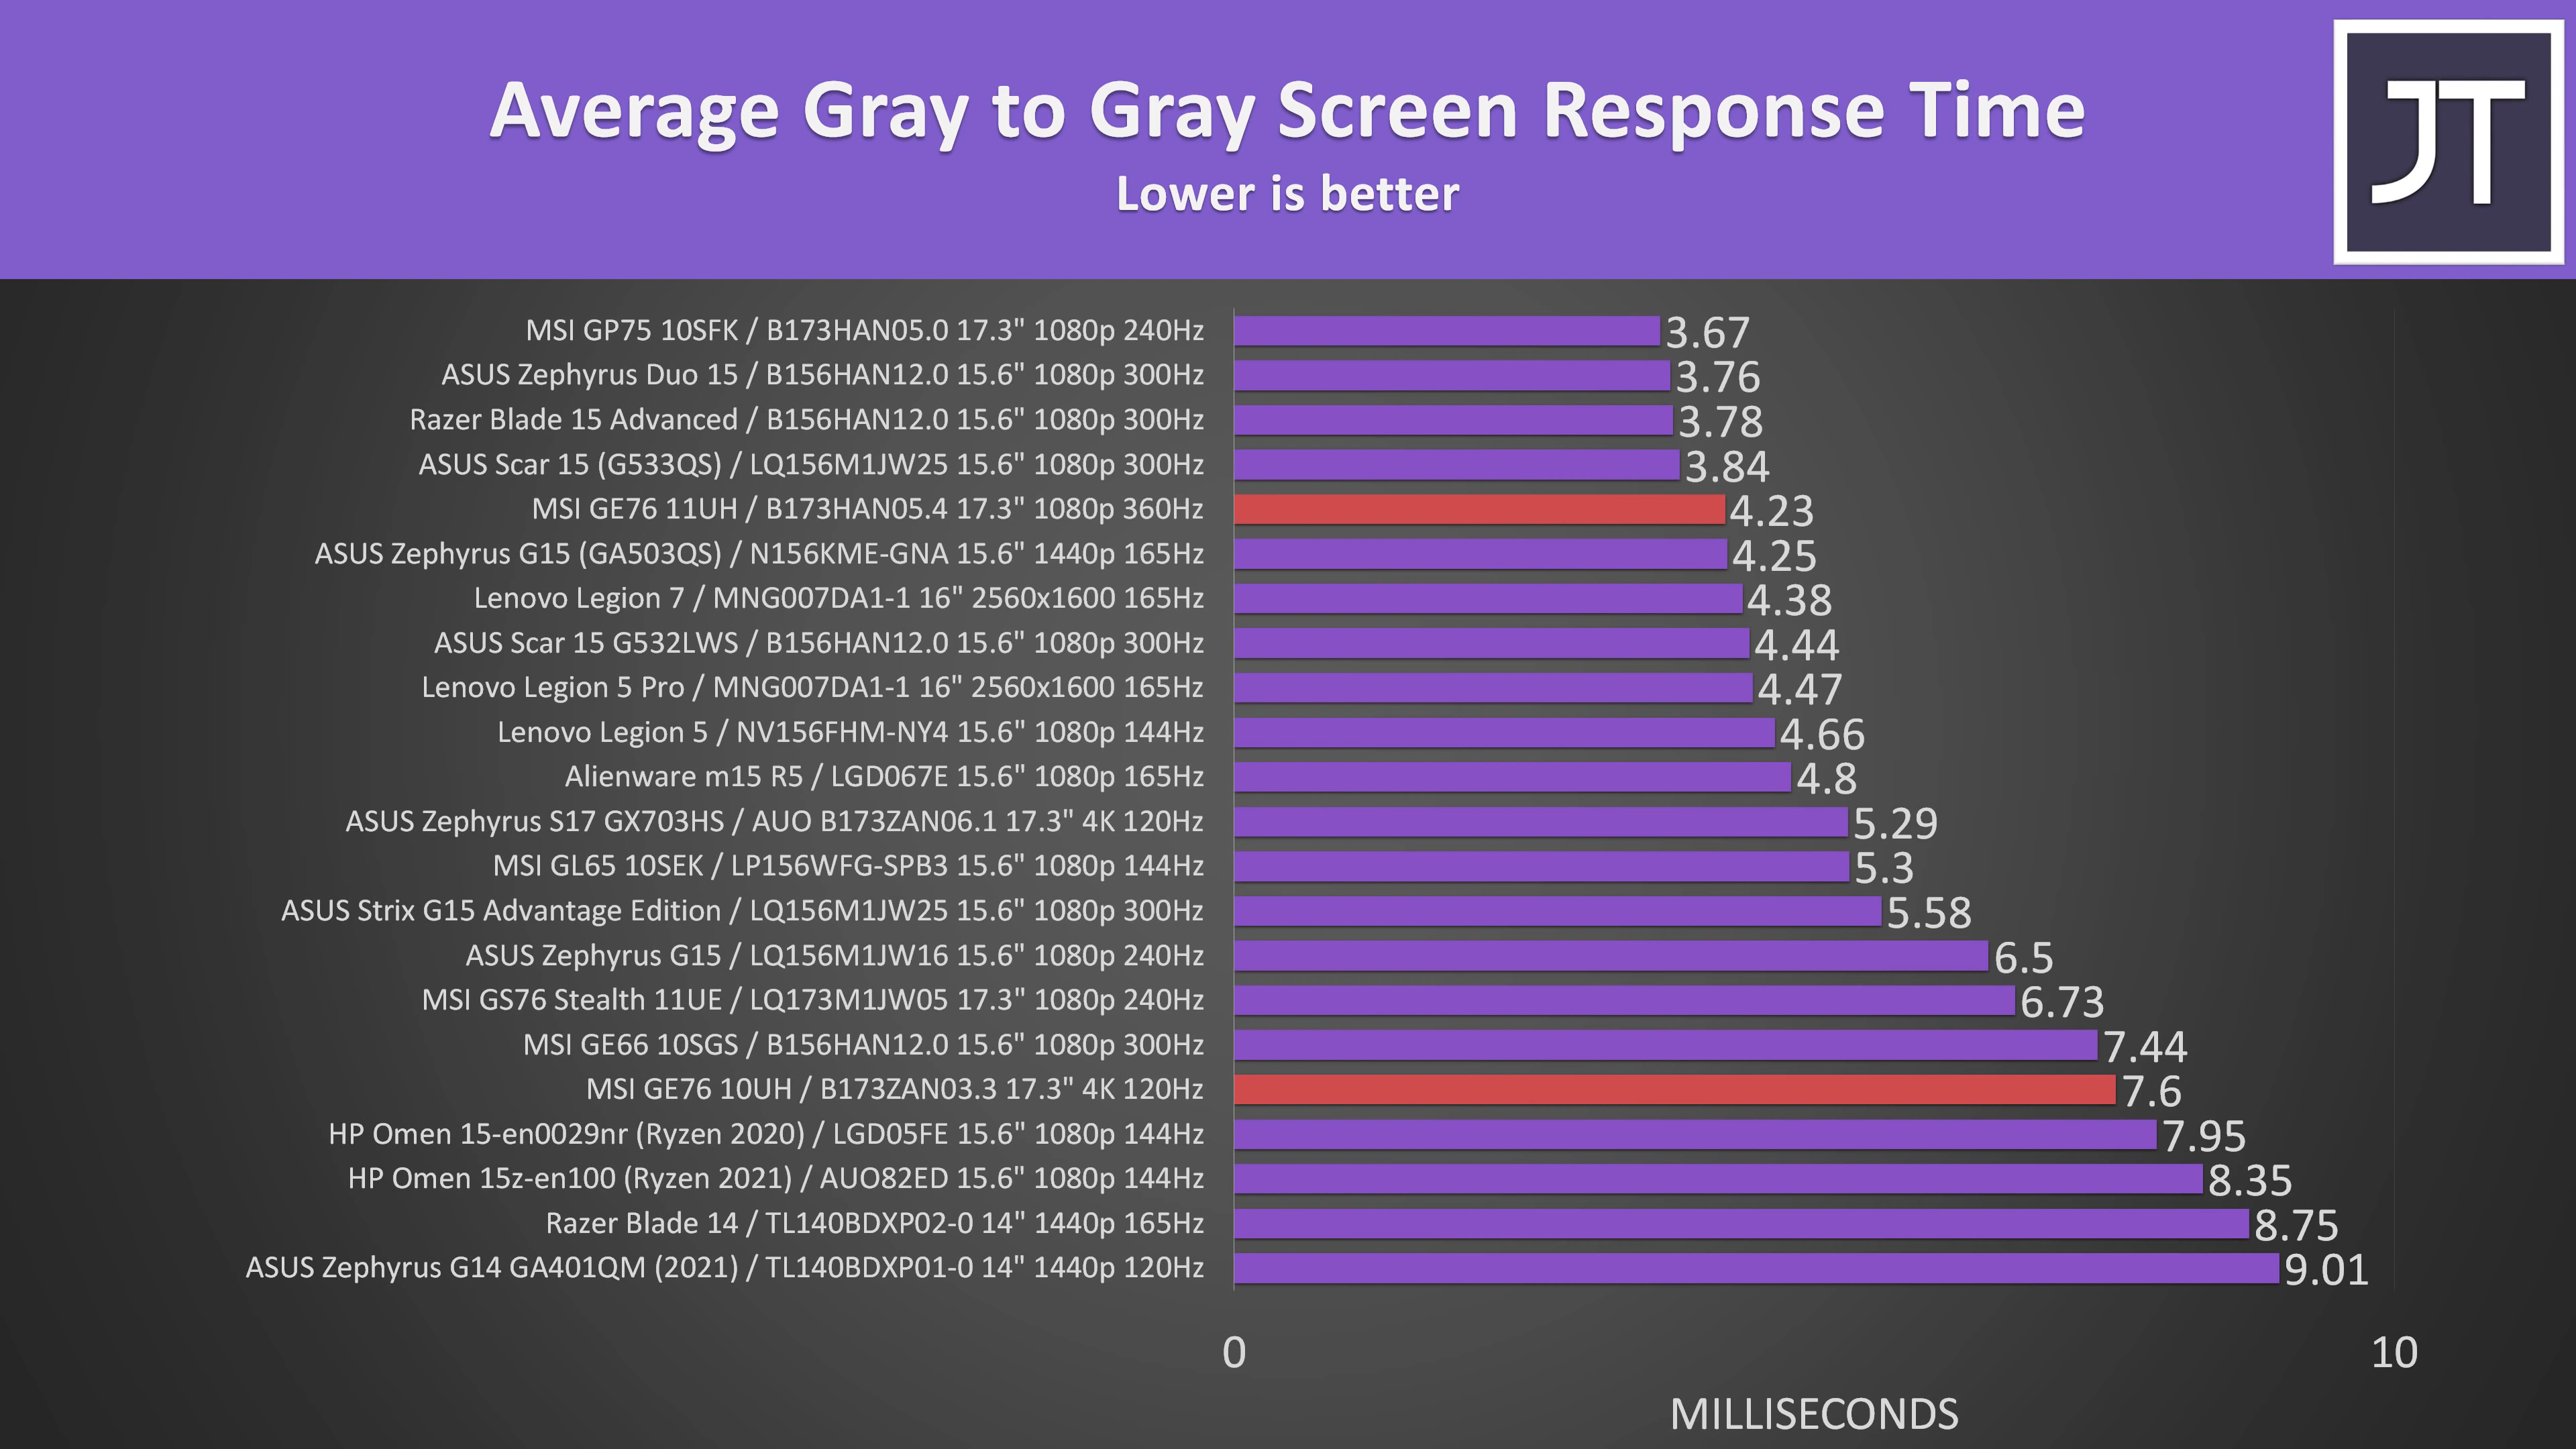 Average Gray to Gray Screen Response Time
Lower is better
JT
MSI GP75 10SFK / B173HAN05.0 17.3" 1080p 240Hz 3.67
ASUS Zephyrus Duo 15 / B156HAN12.0 15.6" 1080p 300Hz 3.76
Razer Blade 15 Advanced / B156HAN12.0 15.6" 1080p 300Hz 3.78
ASUS Scar 15 (G533QS) / LQ156M1JW25 15.6" 1080p 300Hz 3.84
MSI GE76 11UH / B173HAN05.4 17.3" 1080p 360Hz 4.23
ASUS Zephyrus G15 (GA503QS) / N156KME-GNA 15.6" 1440p 165Hz 4.25
Lenovo Legion 7 / MNG007DA1-1 16" 2560x1600 165Hz 4.38
ASUS Scar 15 G532LWS / B156HAN12.0 15.6" 1080p 300Hz 4.44
Lenovo Legion 5 Pro / MNG007DA1-1 16" 2560x1600 165Hz 4.47
Lenovo Legion 5 / NV156FHM-NY4 15.6" 1080p 144Hz 4.66
Alienware m15 R5 / LGD067E 15.6" 1080p 165Hz 4.8
ASUS Zephyrus S17 GX703HS / AUO B173ZAN06.1 17.3" 4K 120Hz 5.29
MSI GL65 10SEK / LP156WFG-SPB3 15.6" 1080p 144Hz 5.3
ASUS Strix G15 Advantage Edition / LQ156M1JW25 15.6" 1080p 300Hz 5.58
ASUS Zephyrus G15 / LQ156M1JW16 15.6" 1080p 240Hz 6.5
MSI GS76 Stealth 11UE / LQ173M1JW05 17.3" 1080p 240Hz 6.73
MSI GE66 10SGS / B156HAN12.0 15.6" 1080p 300Hz 7.44
MSI GE76 10UH / B173ZAN03.3 17.3" 4K 120Hz 7.6
HP Omen 15-en0029nr (Ryzen 2020) / LGD05FE 15.6" 1080p 144Hz 7.95
HP Omen 15z-en100 (Ryzen 2021) / AUO82ED 15.6" 1080p 144Hz 8.35
Razer Blade 14 / TL140BDXP02-0 14" 1440p 165Hz 8.75
ASUS Zephyrus G14 GA401QM (2021) / TL140BDXP01-0 14" 1440p 120Hz 9.01
0 10
MILLISECONDS